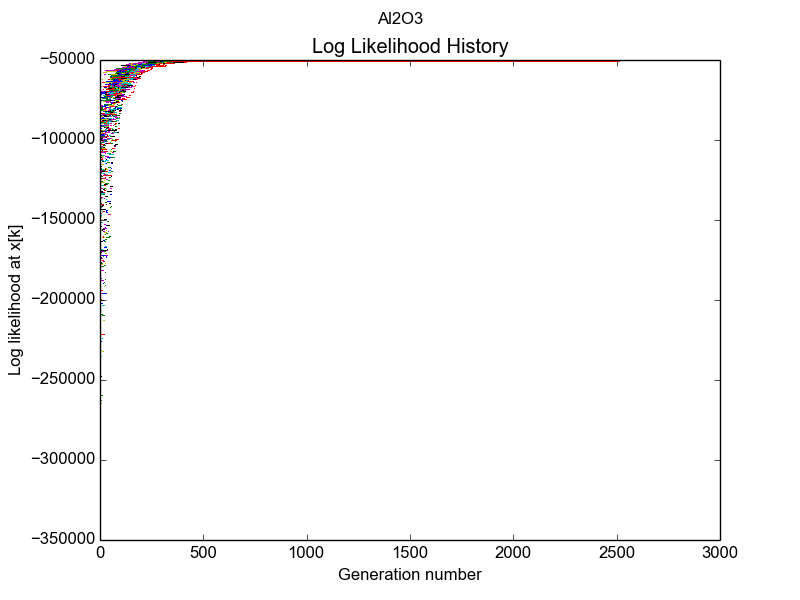 Al2O3
Log Likelihood History
−50000
−100000
−150000
−200000
−250000
−300000
−350000
Log likelihood at x[k]
0 500 1000 1500 2000 2500 3000
Generation number